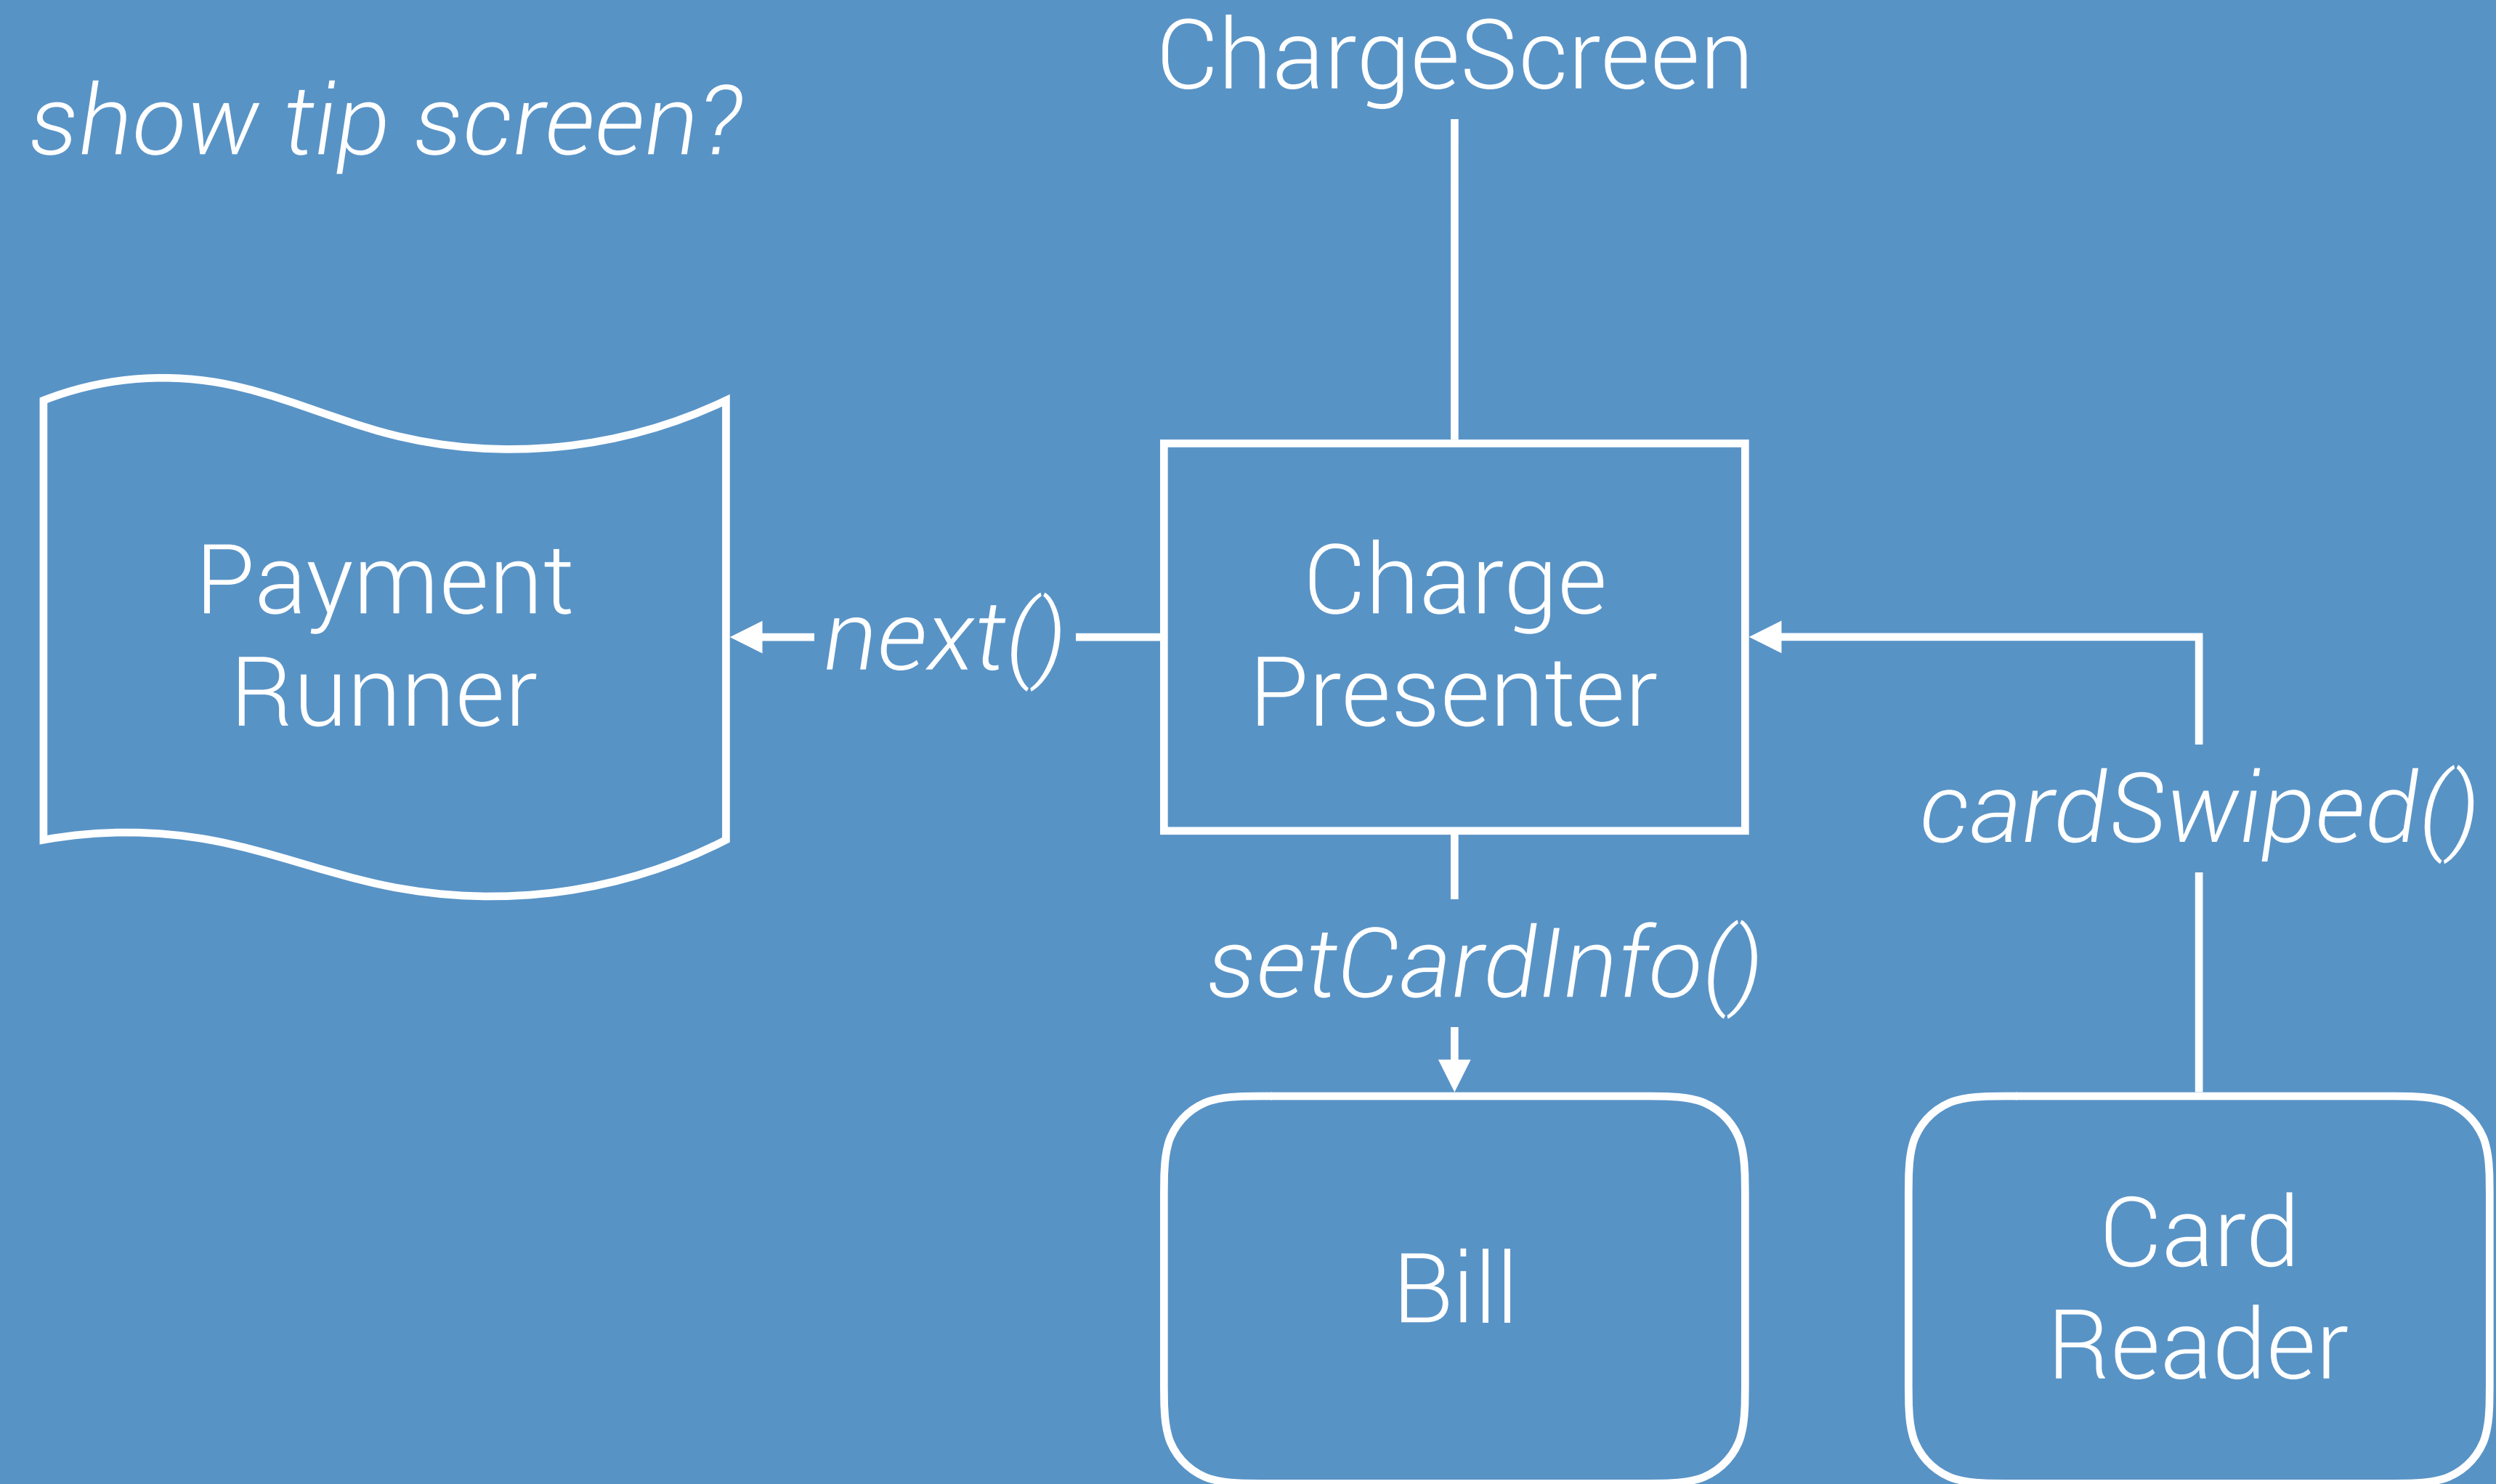 ChargeScreen
show tip screen?
Payment
Runner
next()
Charge
Presenter
cardSwiped()
setCardInfo()
Bill
Card
Reader